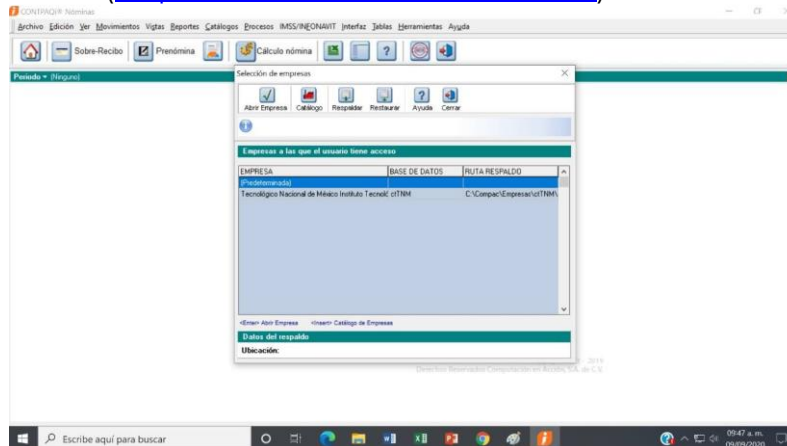 CONTPAQi® Nóminas
Archivo Edición Ver Movimientos Vistas Reportes Catálogos Procesos IMSS/INFONAVIT Interfaz Tablas Herramientas Ayuda
Sobre-Recibo Prenómina Cálculo nómina
Periodo (Ninguno)
Selección de empresas
Abrir Empresa Catálogo Respaldar Restaurar Ayuda Cerrar
Empresas a las que el usuario tiene acceso
EMPRESA BASE DE DATOS RUTA RESPALDO
(Predeterminada)
Tecnológico Nacional de México Instituto Tecnoló ctTNM C:\Compac\Empresas\ctTNM\
<Enter> Abrir Empresa <Insert> Catálogo de Empresas
Datos del respaldo
Ubicación:
2019
Derechos Reservados Computación en Acción, S.A. de C.V.
Escribe aquí para buscar
09:47 a. m.
09/09/2020